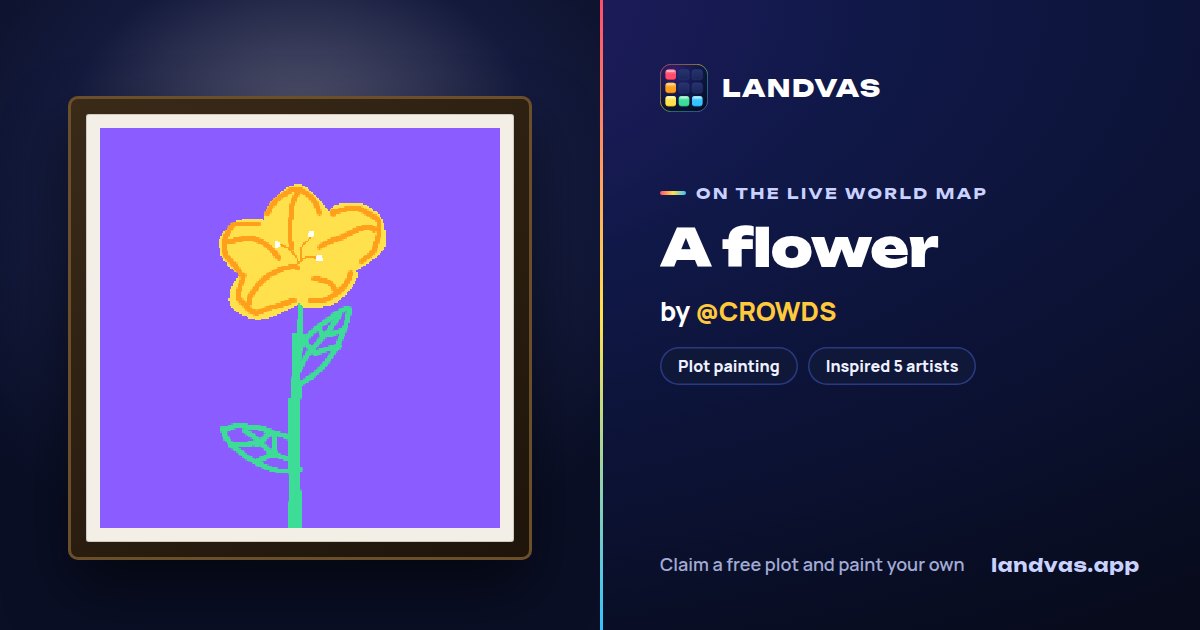 LANDVAS
ON THE LIVE WORLD MAP
A flower
by @CROWDS
Plot painting
Inspired 5 artists
Claim a free plot and paint your own
landvas.app